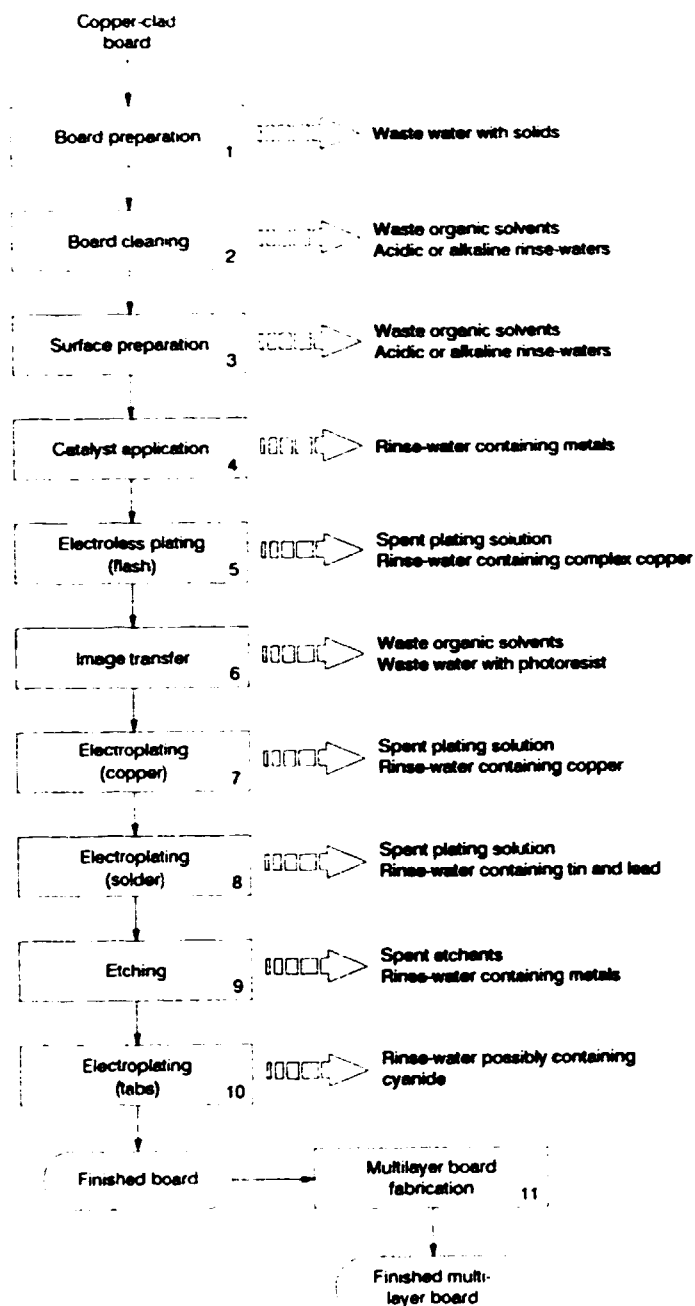 Copper-clad
board
Board preparation
1
Waste water with solids
Board cleaning
2
Waste organic solvents
Acidic or alkaline rinse-waters
Surface preparation
3
Waste organic solvents
Acidic or alkaline rinse-waters
Catalyst application
4
Rinse-water containing metals
Electroless plating
(flash)
5
Spent plating solution
Rinse-water containing complex copper
Image transfer
6
Waste organic solvents
Waste water with photoresist
Electroplating
(copper)
7
Spent plating solution
Rinse-water containing copper
Electroplating
(solder)
8
Spent plating solution
Rinse-water containing tin and lead
Etching
9
Spent etchants
Rinse-water containing metals
Electroplating
(tabs)
10
Rinse-water possibly containing
cyanide
Finished board
Multilayer board
fabrication
11
Finished multi-
layer board